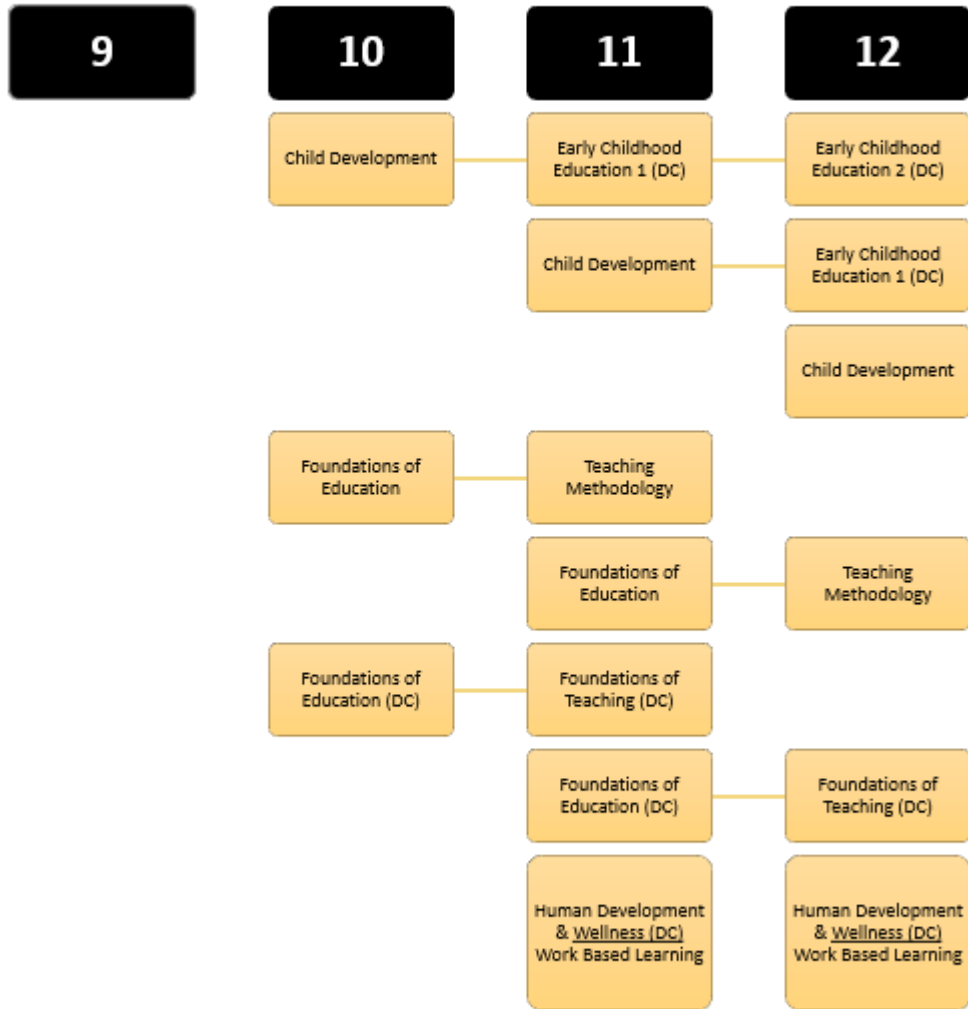 9
10
11
12
Child Development
Early Childhood
Education 1 (DC)
Early Childhood
Education 2 (DC)
Child Development
Early Childhood
Education 1 (DC)
Child Development
Foundations of
Education
Teaching
Methodology
Foundations of
Education
Teaching
Methodology
Foundations of
Education (DC)
Foundations of
Teaching (DC)
Foundations of
Education (DC)
Foundations of
Teaching (DC)
Human Development
& Wellness (DC)
Work Based Learning
Human Development
& Wellness (DC)
Work Based Learning